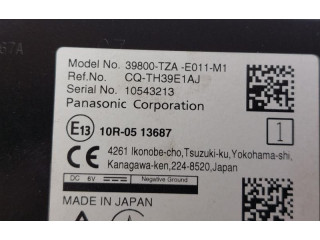 67A
Model No. 39800-TZA -E011-M1
Ref.No. CQ-TH39E1AJ
Serial No. 10543213
Panasonic Corporation
E13 10R-05 13687
1
4261 Ikonobe-cho,Tsuzuki-ku,Yokohama-shi,
Kanagawa-ken,224-8520,Japan
DC 6V Negative Ground
MADE IN JAPAN